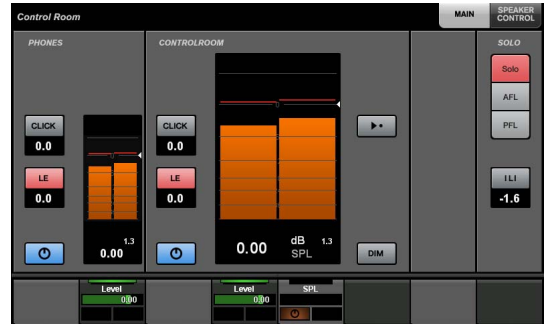 Control Room
MAIN
SPEAKER
CONTROL
PHONES
CONTROLROOM
SOLO
CLICK
0.0
LE
0.0
1.3
0.00
CLICK
0.0
LE
0.0
0.00
dB
SPL
1.3
DIM
Solo
AFL
PFL
-1.6
Level
0.00
Level
0.00
SPL